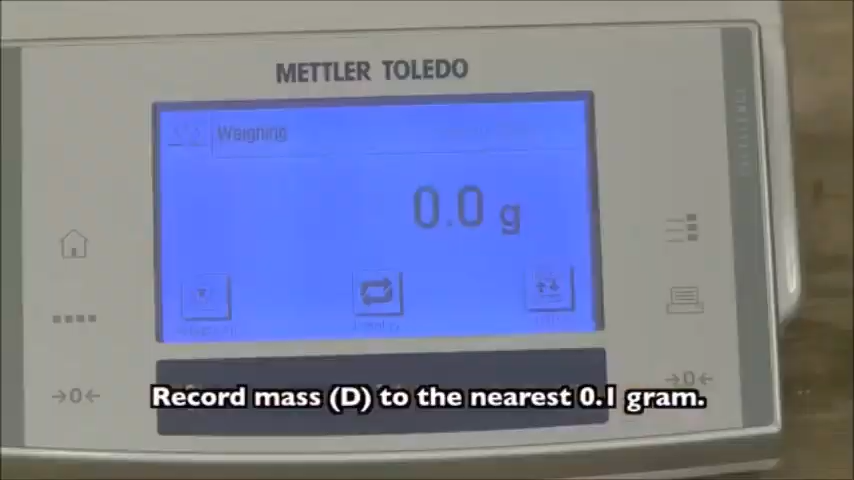 METTLER TOLEDO
Weighing
0.0 g
→0←
→0←
Record mass (D) to the nearest 0.1 gram.